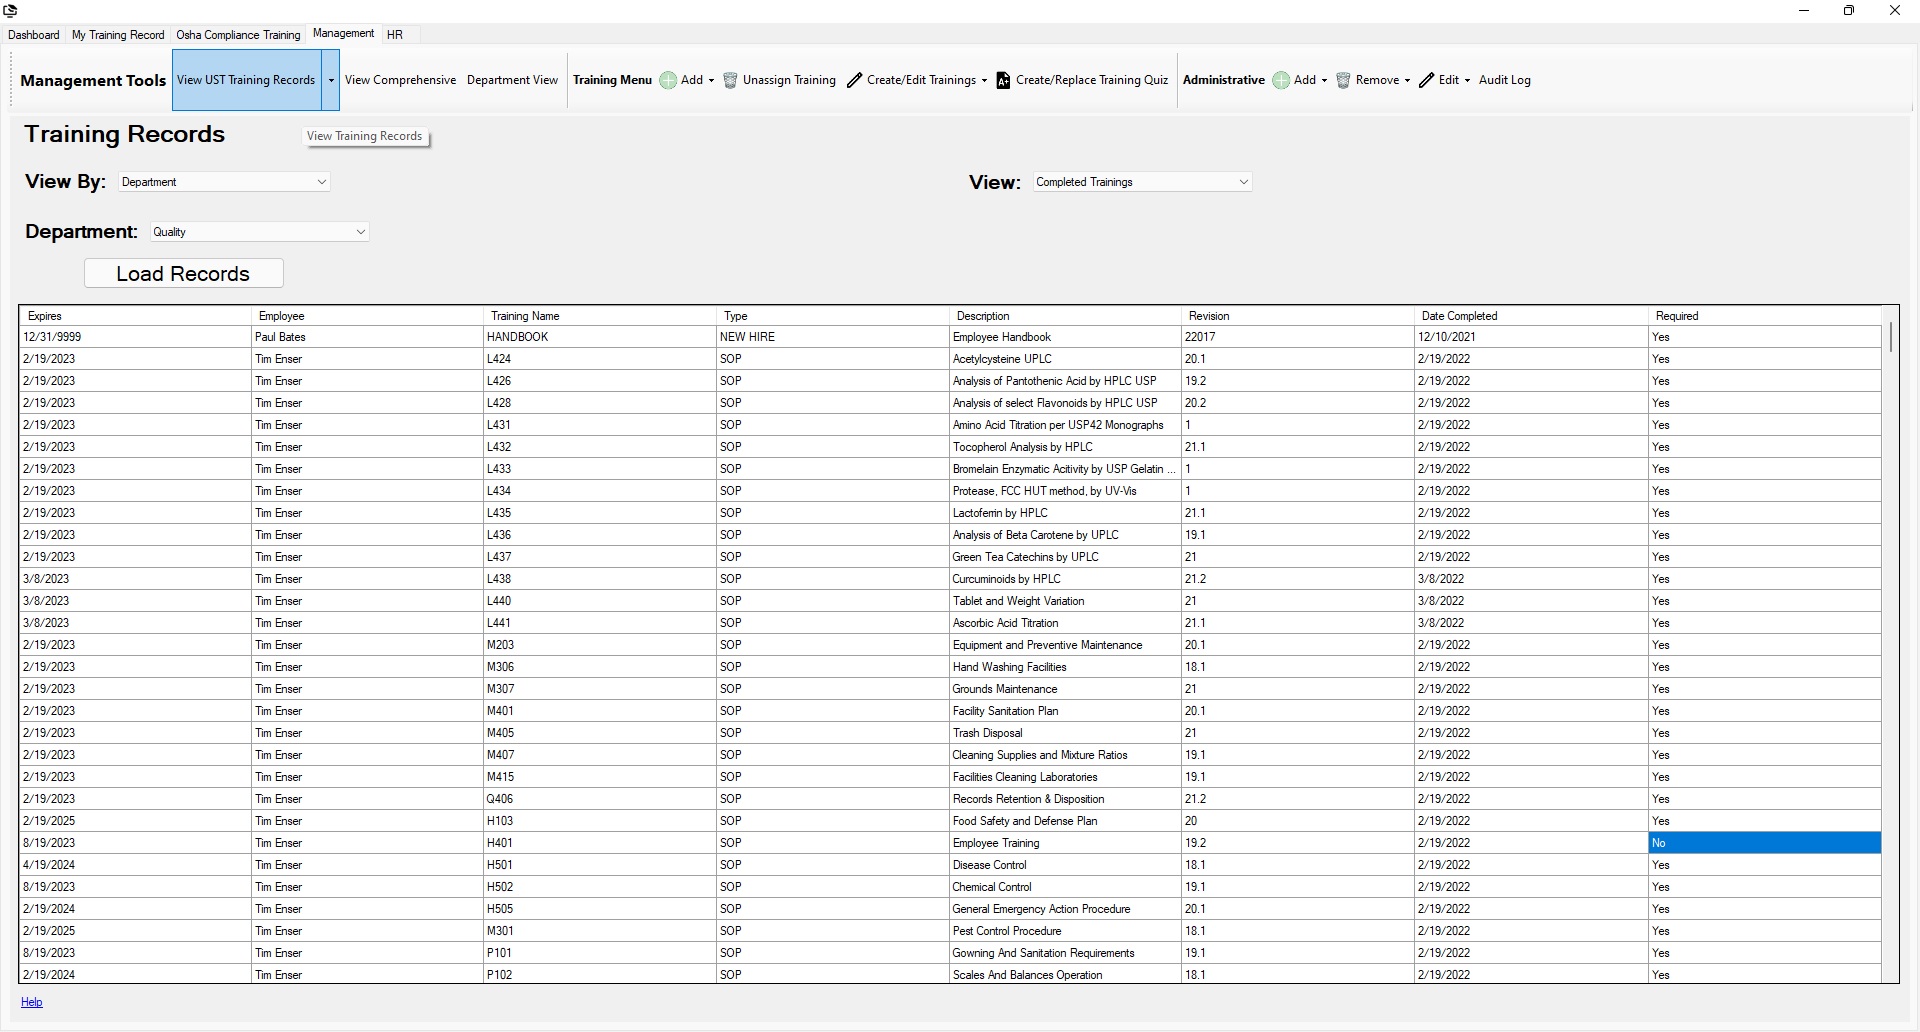 Dashboard My Training Record Osha Compliance Training Management HR
Management Tools View UST Training Records View Comprehensive Department View Training Menu Add Unassign Training Create/Edit Trainings Create/Replace Training Quiz Administrative Add Remove Edit Audit Log
Training Records
View Training Records
View By: Department View: Completed Trainings
Department: Quality
Load Records
Expires Employee Training Name Type Description Revision Date Completed Required
12/31/9999 Paul Bates HANDBOOK NEW HIRE Employee Handbook 22017 12/10/2021 Yes
2/19/2023 Tim Enser L424 SOP Acetylcysteine UPLC 20.1 2/19/2022 Yes
2/19/2023 Tim Enser L426 SOP Analysis of Pantothenic Acid by HPLC USP 19.2 2/19/2022 Yes
2/19/2023 Tim Enser L428 SOP Analysis of select Flavonoids by HPLC USP 20.2 2/19/2022 Yes
2/19/2023 Tim Enser L431 SOP Amino Acid Titration per USP42 Monographs 1 2/19/2022 Yes
2/19/2023 Tim Enser L432 SOP Tocopherol Analysis by HPLC 21.1 2/19/2022 Yes
2/19/2023 Tim Enser L433 SOP Bromelain Enzymatic Acitivity by USP Gelatin ... 1 2/19/2022 Yes
2/19/2023 Tim Enser L434 SOP Protease, FCC HUT method, by UV-Vis 1 2/19/2022 Yes
2/19/2023 Tim Enser L435 SOP Lactoferrin by HPLC 21.1 2/19/2022 Yes
2/19/2023 Tim Enser L436 SOP Analysis of Beta Carotene by UPLC 19.1 2/19/2022 Yes
2/19/2023 Tim Enser L437 SOP Green Tea Catechins by UPLC 21 2/19/2022 Yes
3/8/2023 Tim Enser L438 SOP Curcuminoids by HPLC 21.2 3/8/2022 Yes
3/8/2023 Tim Enser L440 SOP Tablet and Weight Variation 21 3/8/2022 Yes
3/8/2023 Tim Enser L441 SOP Ascorbic Acid Titration 21.1 3/8/2022 Yes
2/19/2023 Tim Enser M203 SOP Equipment and Preventive Maintenance 20.1 2/19/2022 Yes
2/19/2023 Tim Enser M306 SOP Hand Washing Facilities 18.1 2/19/2022 Yes
2/19/2023 Tim Enser M307 SOP Grounds Maintenance 21 2/19/2022 Yes
2/19/2023 Tim Enser M401 SOP Facility Sanitation Plan 20.1 2/19/2022 Yes
2/19/2023 Tim Enser M405 SOP Trash Disposal 21 2/19/2022 Yes
2/19/2023 Tim Enser M407 SOP Cleaning Supplies and Mixture Ratios 19.1 2/19/2022 Yes
2/19/2023 Tim Enser M415 SOP Facilities Cleaning Laboratories 19.1 2/19/2022 Yes
2/19/2023 Tim Enser Q406 SOP Records Retention & Disposition 21.2 2/19/2022 Yes
2/19/2025 Tim Enser H103 SOP Food Safety and Defense Plan 20 2/19/2022 Yes
8/19/2023 Tim Enser H401 SOP Employee Training 19.2 2/19/2022 No
4/19/2024 Tim Enser H501 SOP Disease Control 18.1 2/19/2022 Yes
8/19/2023 Tim Enser H502 SOP Chemical Control 19.1 2/19/2022 Yes
2/19/2024 Tim Enser H505 SOP General Emergency Action Procedure 20.1 2/19/2022 Yes
2/19/2025 Tim Enser M301 SOP Pest Control Procedure 18.1 2/19/2022 Yes
8/19/2023 Tim Enser P101 SOP Gowning And Sanitation Requirements 19.1 2/19/2022 Yes
2/19/2024 Tim Enser P102 SOP Scales And Balances Operation 18.1 2/19/2022 Yes
Help